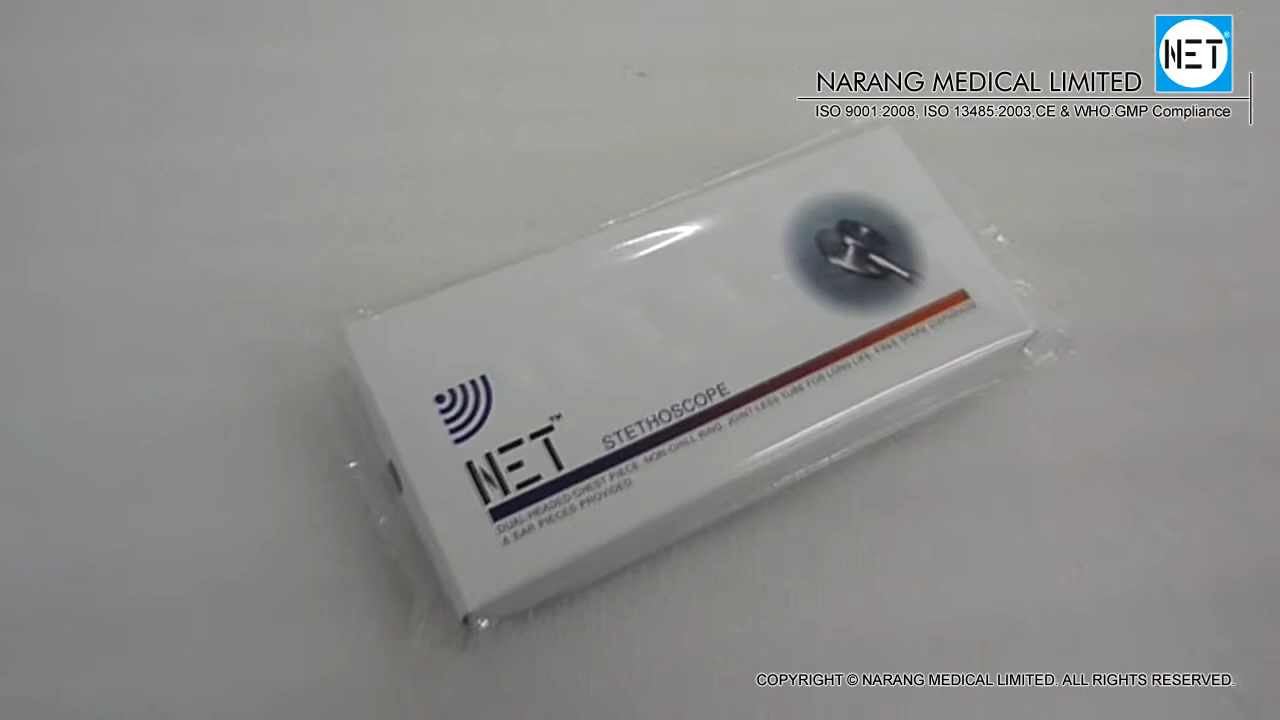 NET®
NARANG MEDICAL LIMITED
ISO 9001:2008, ISO 13485:2003,CE & WHO:GMP Compliance
NET™
STETHOSCOPE
DUAL-HEADED CHEST PIECE, NON-CHILL RING, JOINT-LESS TUBE FOR LONG LIFE, FREE SPARE DIAPHRAGM
& EAR PIECES PROVIDED.
COPYRIGHT © NARANG MEDICAL LIMITED. ALL RIGHTS RESERVED.